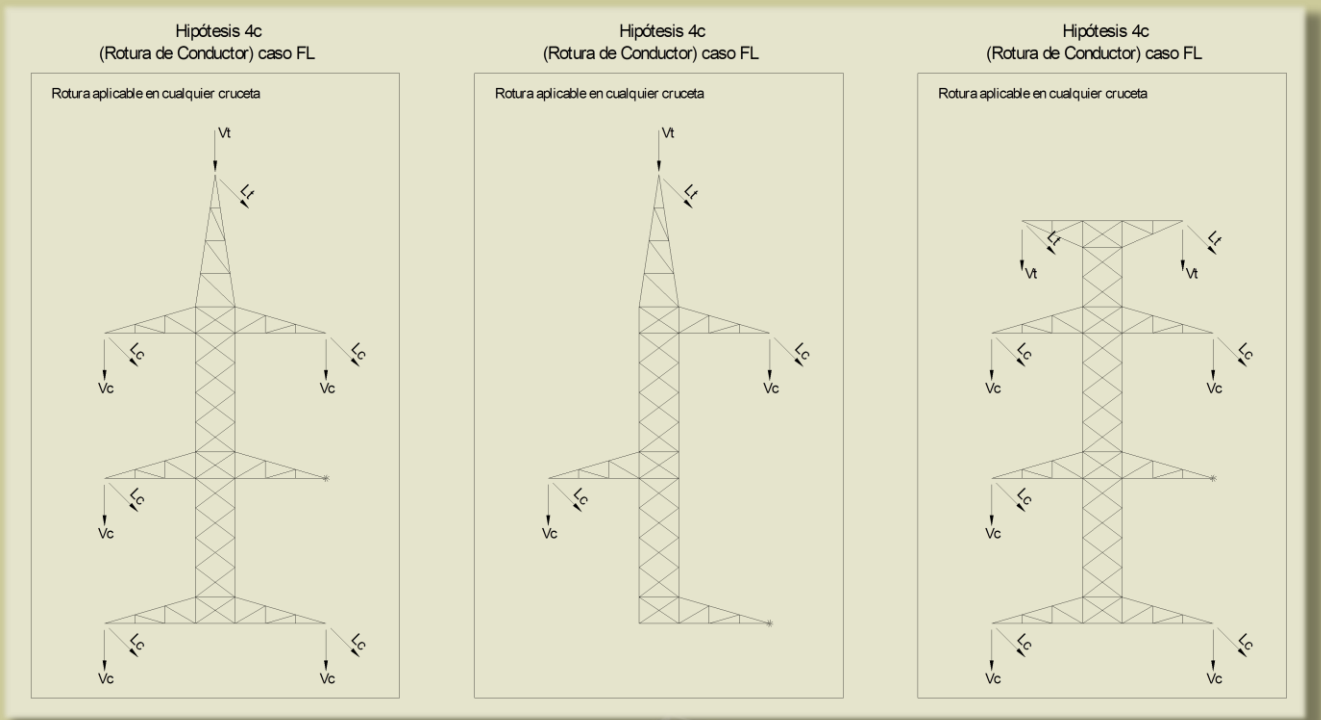 Hipótesis 4c
(Rotura de Conductor) caso FL
Rotura aplicable en cualquier cruceta
Vt
Lt
Lc
Lc
Vc
Vc
Lc
Vc
Lc
Lc
Vc
Vc
Hipótesis 4c
(Rotura de Conductor) caso FL
Rotura aplicable en cualquier cruceta
Vt
Lt
Lc
Vc
Lc
Vc
Hipótesis 4c
(Rotura de Conductor) caso FL
Rotura aplicable en cualquier cruceta
Lt
Lt
Vt
Vt
Lc
Lc
Vc
Vc
Lc
Vc
Lc
Lc
Vc
Vc